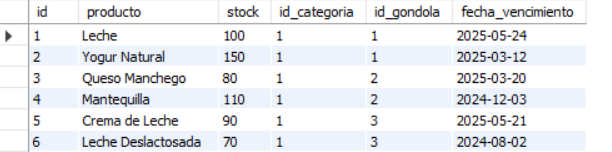 id producto stock id_categoria id_gondola fecha_vencimiento
1 Leche 100 1 1 2025-05-24
2 Yogur Natural 150 1 1 2025-03-12
3 Queso Manchego 80 1 2 2025-03-20
4 Mantequilla 110 1 2 2024-12-03
5 Crema de Leche 90 1 3 2025-05-21
6 Leche Deslactosada 70 1 3 2024-08-02